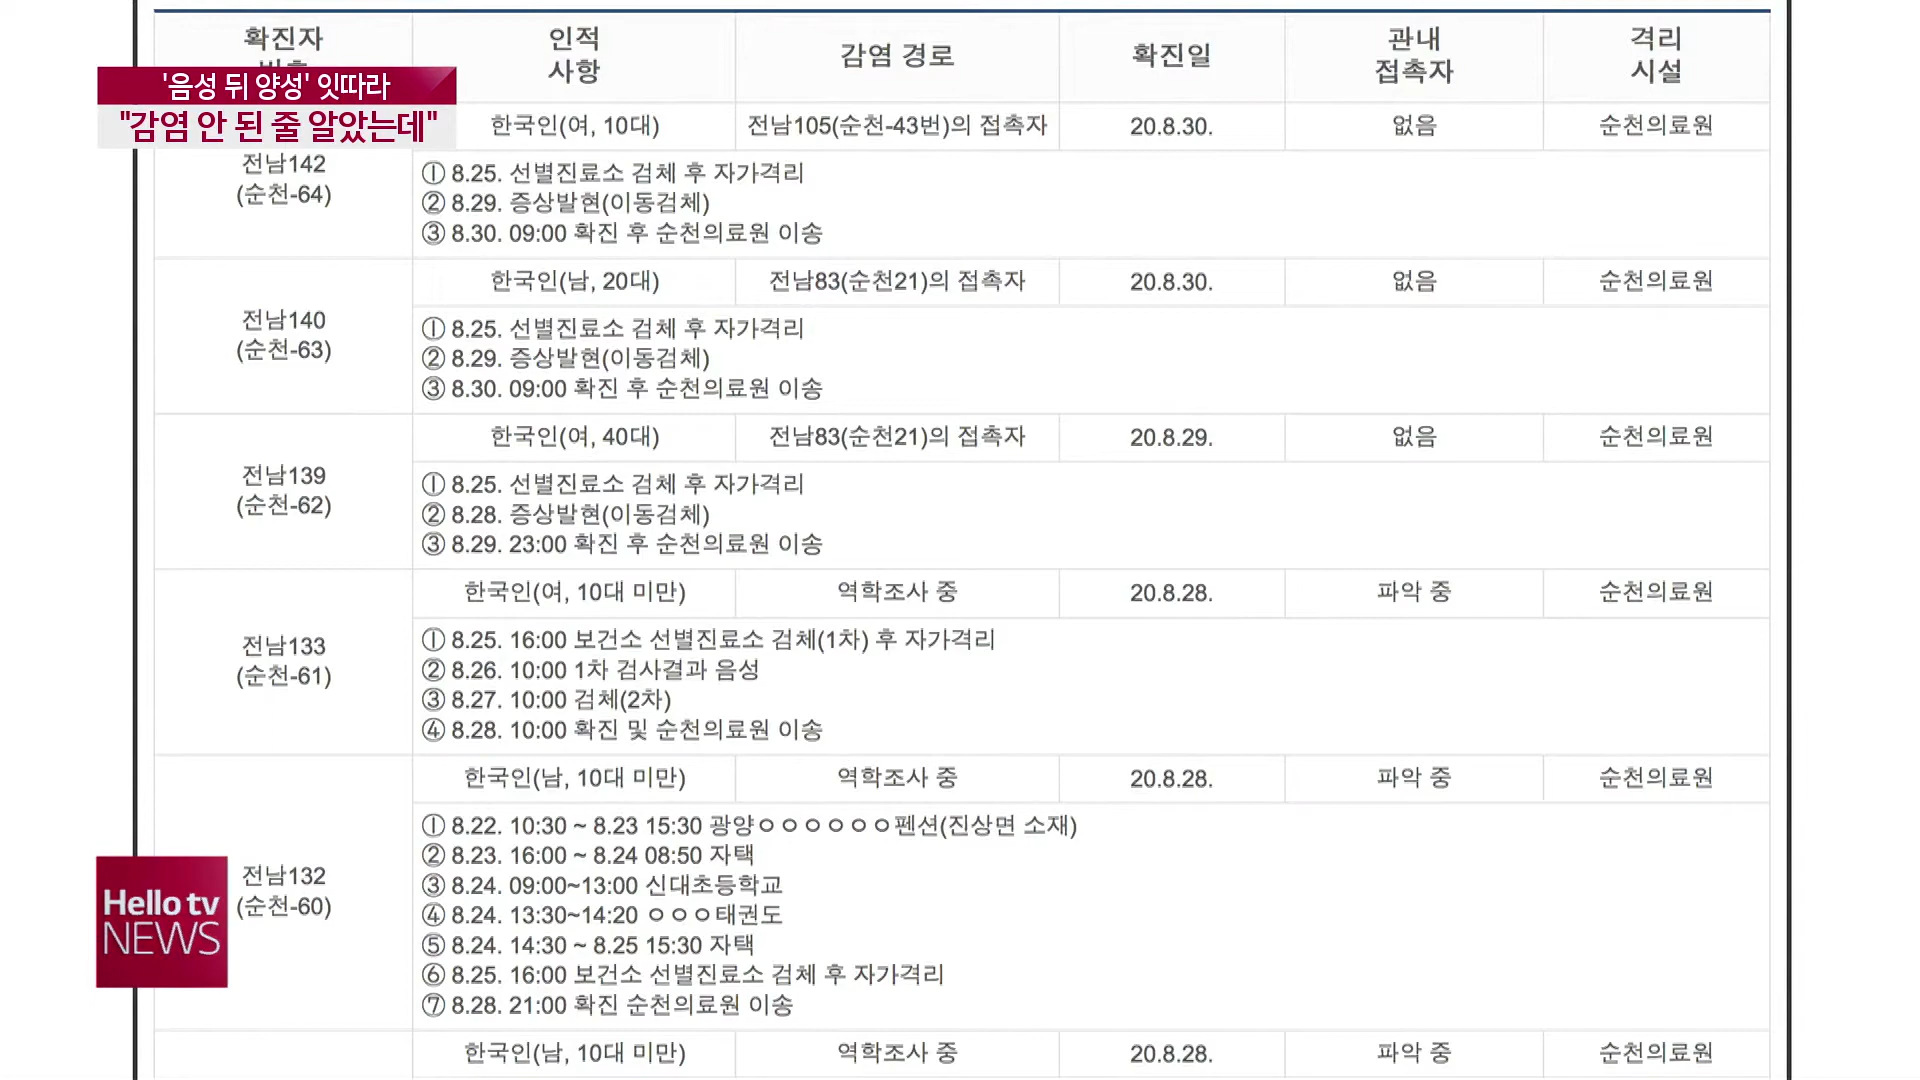 확진자
인적
사항
감염 경로
확진일
관내
접촉자
격리
시설
'음성 뒤 양성' 잇따라
"감염 안 된 줄 알았는데"
전남142
(순천-64)
한국인(여, 10대)
전남105(순천-43번)의 접촉자
20.8.30.
없음
순천의료원
① 8.25. 선별진료소 검체 후 자가격리
② 8.29. 증상발현(이동검체)
③ 8.30. 09:00 확진 후 순천의료원 이송
전남140
(순천-63)
한국인(남, 20대)
전남83(순천21)의 접촉자
20.8.30.
없음
순천의료원
① 8.25. 선별진료소 검체 후 자가격리
② 8.29. 증상발현(이동검체)
③ 8.30. 09:00 확진 후 순천의료원 이송
전남139
(순천-62)
한국인(여, 40대)
전남83(순천21)의 접촉자
20.8.29.
없음
순천의료원
① 8.25. 선별진료소 검체 후 자가격리
② 8.28. 증상발현(이동검체)
③ 8.29. 23:00 확진 후 순천의료원 이송
전남133
(순천-61)
한국인(여, 10대 미만)
역학조사 중
20.8.28.
파악 중
순천의료원
① 8.25. 16:00 보건소 선별진료소 검체(1차) 후 자가격리
② 8.26. 10:00 1차 검사결과 음성
③ 8.27. 10:00 검체(2차)
④ 8.28. 10:00 확진 및 순천의료원 이송
전남132
(순천-60)
한국인(남, 10대 미만)
역학조사 중
20.8.28.
파악 중
순천의료원
① 8.22. 10:30 ~ 8.23 15:30 광양ㅇㅇㅇㅇㅇㅇ펜션(진상면 소재)
② 8.23. 16:00 ~ 8.24 08:50 자택
③ 8.24. 09:00~13:00 신대초등학교
④ 8.24. 13:30~14:20 ㅇㅇㅇ태권도
⑤ 8.24. 14:30 ~ 8.25 15:30 자택
⑥ 8.25. 16:00 보건소 선별진료소 검체 후 자가격리
⑦ 8.28. 21:00 확진 순천의료원 이송
한국인(남, 10대 미만)
역학조사 중
20.8.28.
파악 중
순천의료원
Hello tv
NEWS